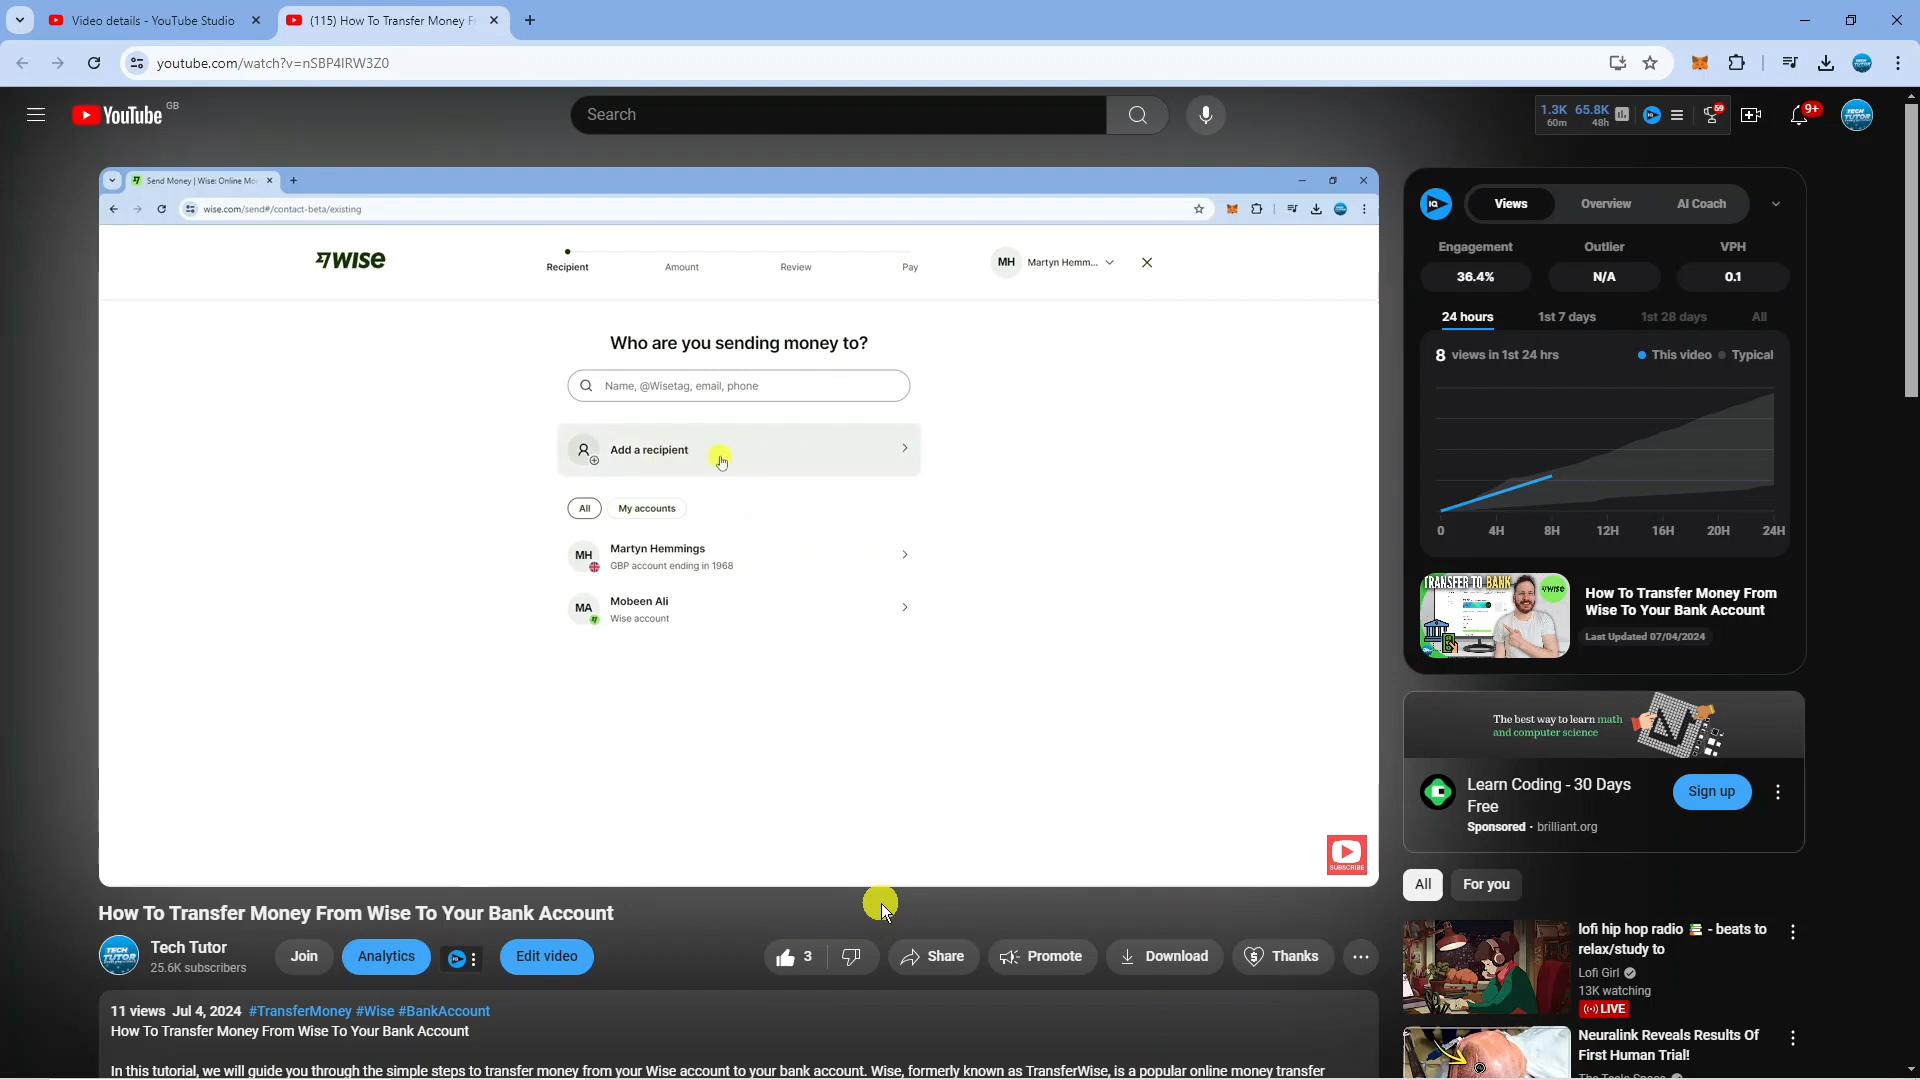 Video details - YouTube Studio
(115) How To Transfer Money F
youtube.com/watch?v=nSBP4IRW3Z0
YouTube
GB
Search
1.3K
60m
65.8K
48h
59
9+
Send Money | Wise: Online Mo
wise.com/send#/contact-beta/existing
WISE
Recipient
Amount
Review
Pay
MH
Martyn Hemm...
Who are you sending money to?
Name, @Wisetag, email, phone
Add a recipient
All
My accounts
MH
Martyn Hemmings
GBP account ending in 1968
MA
Mobeen Ali
Wise account
SUBSCRIBE
How To Transfer Money From Wise To Your Bank Account
TECH TUTOR
Tech Tutor
25.6K subscribers
Join
Analytics
Edit video
3
Share
Promote
Download
Thanks
11 views Jul 4, 2024 #TransferMoney #Wise #BankAccount
How To Transfer Money From Wise To Your Bank Account
In this tutorial, we will guide you through the simple steps to transfer money from your Wise account to your bank account. Wise, formerly known as TransferWise, is a popular online money transfer
IQ
Views
Overview
AI Coach
Engagement
36.4%
Outlier
N/A
VPH
0.1
24 hours
1st 7 days
1st 28 days
All
8 views in 1st 24 hrs
This video
Typical
0
4H
8H
12H
16H
20H
24H
TRANSFER TO BANK
WISE
How To Transfer Money From
Wise To Your Bank Account
Last Updated 07/04/2024
The best way to learn math
and computer science
Learn Coding - 30 Days
Free
Sponsored · brilliant.org
Sign up
All
For you
lofi hip hop radio 📚 - beats to
relax/study to
Lofi Girl
13K watching
LIVE
Neuralink Reveals Results Of
First Human Trial!